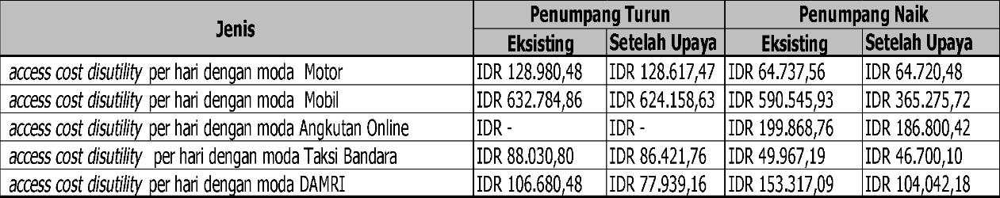 Jenis Penumpang Turun Penumpang Naik
Eksisting Setelah Upaya Eksisting Setelah Upaya
access cost disutility per hari dengan moda Motor IDR 128.980,48 IDR 128.617,47 IDR 64.737,56 IDR 64.720,48
access cost disutility per hari dengan moda Mobil IDR 632.784,86 IDR 624.158,63 IDR 590.545,93 IDR 365.275,72
access cost disutility per hari dengan moda Angkutan Online IDR - IDR - IDR 199.868,76 IDR 186.800,42
access cost disutility per hari dengan moda Taksi Bandara IDR 88.030,80 IDR 86.421,76 IDR 49.967,19 IDR 46.700,10
access cost disutility per hari dengan moda DAMRI IDR 106.680,48 IDR 77.939,16 IDR 153.317,09 IDR 104,042,18